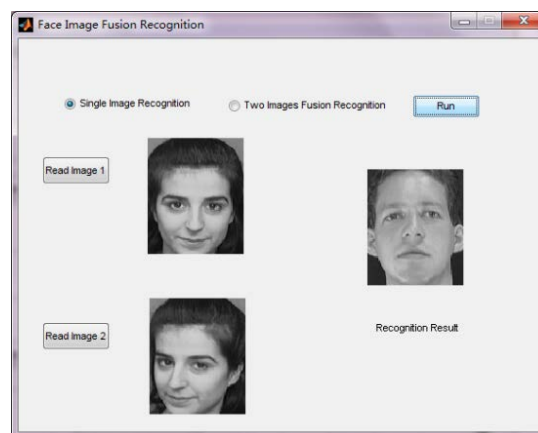 Face Image Fusion Recognition
Single Image Recognition
Two Images Fusion Recognition
Run
Read Image 1
Read Image 2
Recognition Result